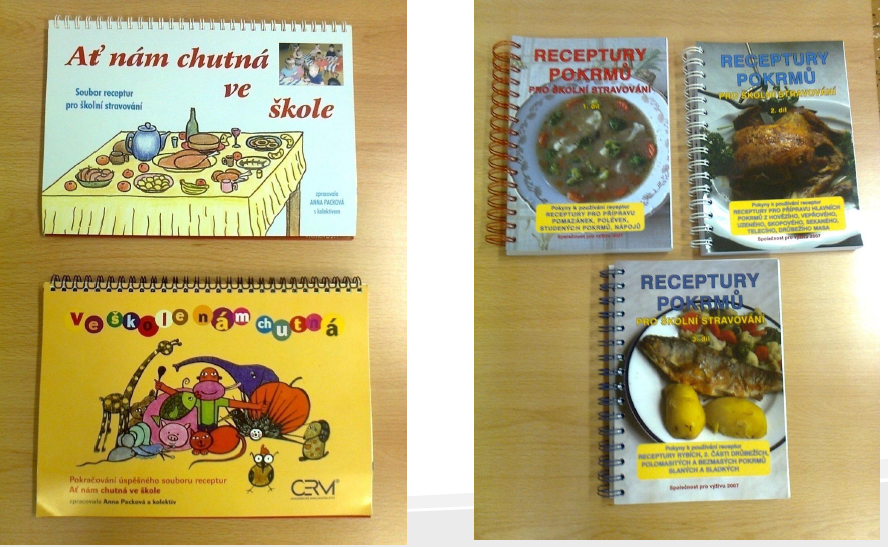 Ať nám chutná
ve
škole
Soubor receptur
pro školní stravování
zpracovala
ANNA PACKOVÁ
s kolektivem
Ve škole nám chutná
Pokračování úspěšného souboru receptur
Ať nám chutná ve škole
zpracovala Anna Packová a kolektiv
CERM
RECEPTURY
POKRMŮ
PRO ŠKOLNÍ STRAVOVÁNÍ
1. díl
Pokyny k používání receptur
RECEPTURY PRO PŘÍPRAVU
POMAZÁNEK, POLÉVEK,
STUDENÝCH POKRMŮ, NÁPOJŮ
Společnost pro výživu 2007
RECEPTURY
POKRMŮ
PRO ŠKOLNÍ STRAVOVÁNÍ
2. díl
Pokyny k používání receptur
RECEPTURY PRO PŘÍPRAVU HLAVNÍCH
POKRMŮ Z HOVĚZÍHO, VEPŘOVÉHO,
UZENÉHO, SKOPOVÉHO, SEKANÉHO,
TELECÍHO, DRŮBEŽÍHO MASA
Společnost pro výživu 2007
RECEPTURY
POKRMŮ
PRO ŠKOLNÍ STRAVOVÁNÍ
3. díl
Pokyny k používání receptur
RECEPTURY RYBÍCH, 2. ČÁSTI DRŮBEŽÍCH,
POLOMASITÝCH A BEZMASÝCH POKRMŮ
SLANÝCH A SLADKÝCH
Společnost pro výživu 2007